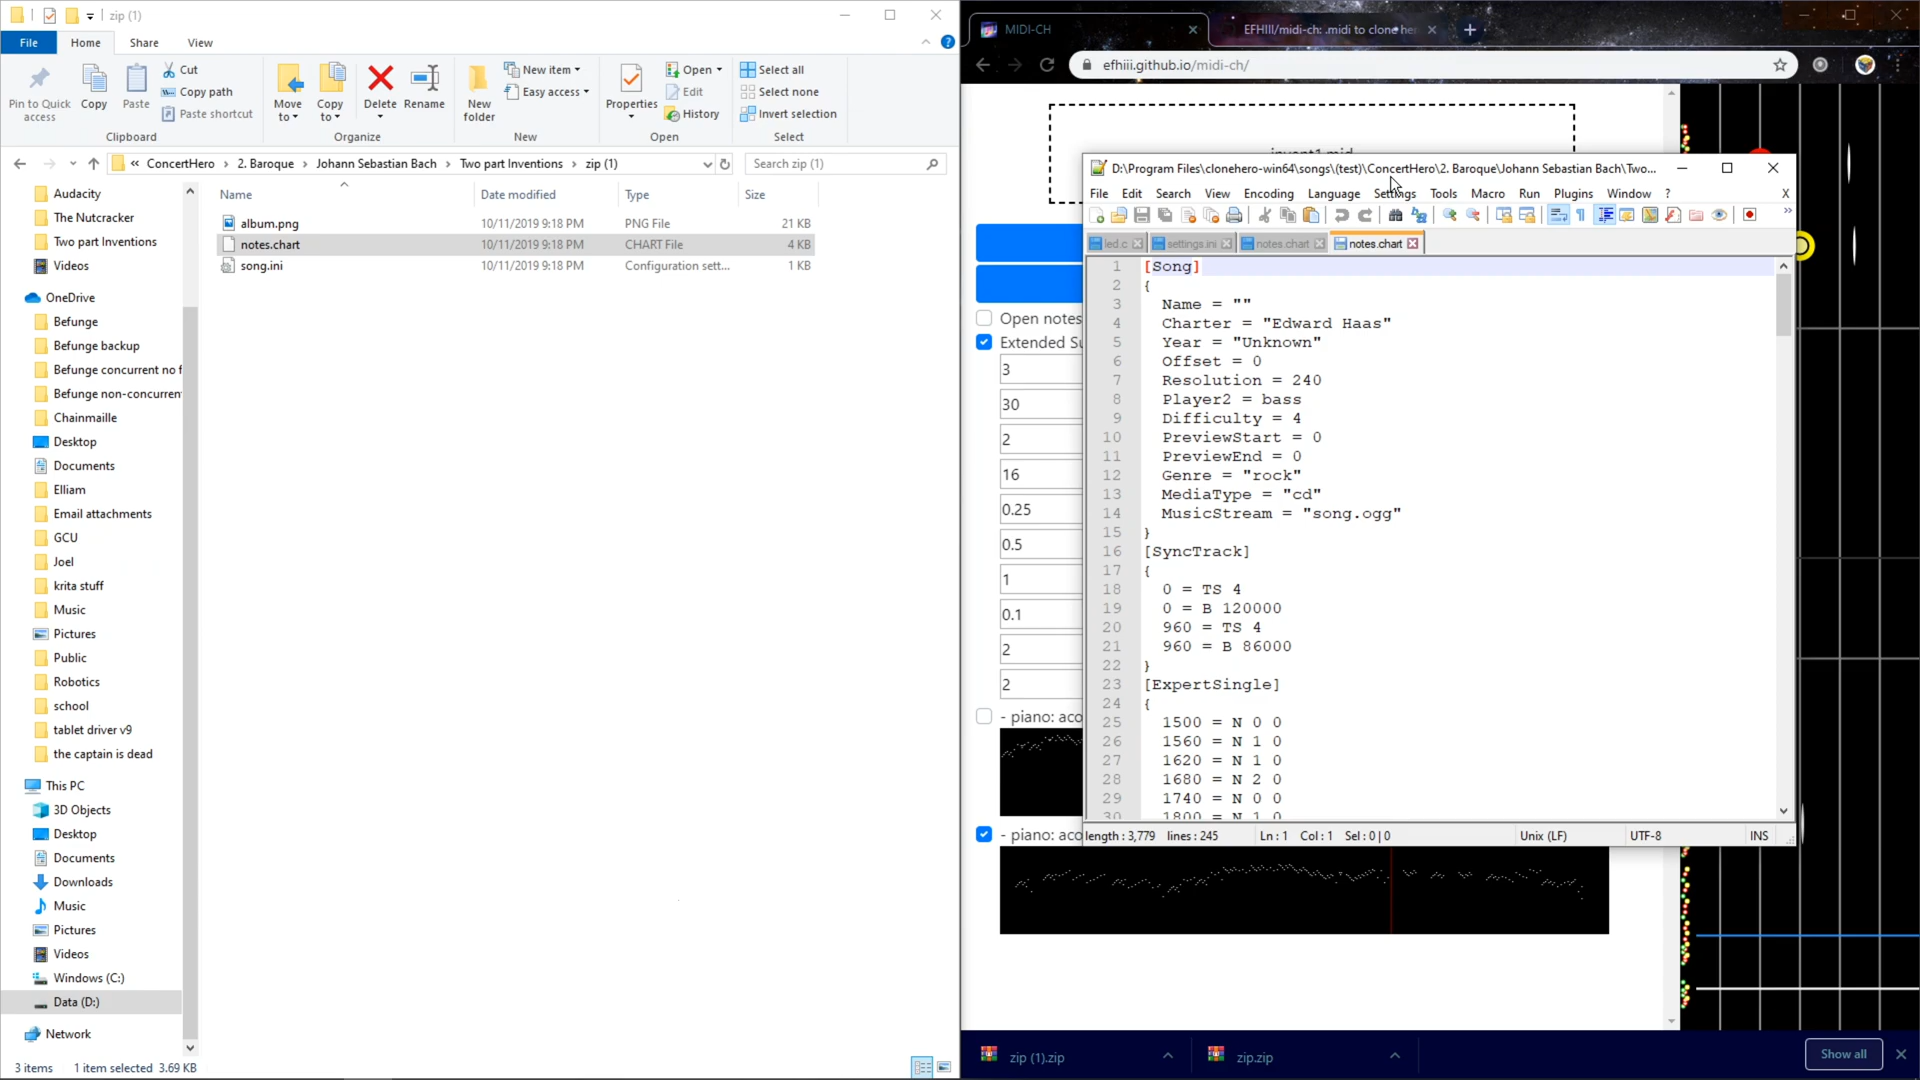 zip (1)
File Home Share View
Pin to Quick access
Copy
Paste
Cut
Copy path
Paste shortcut
Clipboard
Move to
Copy to
Delete
Rename
Organize
New folder
New item
Easy access
New
Properties
Open
Edit
History
Open
Select all
Select none
Invert selection
Select
« ConcertHero › 2. Baroque › Johann Sebastian Bach › Two part Inventions › zip (1)
Search zip (1)
Name Date modified Type Size
album.png 10/11/2019 9:18 PM PNG File 21 KB
notes.chart 10/11/2019 9:18 PM CHART File 4 KB
song.ini 10/11/2019 9:18 PM Configuration sett... 1 KB
Audacity
The Nutcracker
Two part Inventions
Videos
OneDrive
Befunge
Befunge backup
Befunge concurrent no f
Befunge non-concurren
Chainmaille
Desktop
Documents
Elliam
Email attachments
GCU
Joel
krita stuff
Music
Pictures
Public
Robotics
school
tablet driver v9
the captain is dead
This PC
3D Objects
Desktop
Documents
Downloads
Music
Pictures
Videos
Windows (C:)
Data (D:)
Network
3 items 1 item selected 3.69 KB
MIDI-CH
EFHIII/midi-ch: .midi to clone he
efhiii.github.io/midi-ch/
Open notes
Extended Su
3
30
2
16
0.25
0.5
1
0.1
2
2
- piano: aco
- piano: aco
D:\Program Files\clonehero-win64\songs\(test)\ConcertHero\2. Baroque\Johann Sebastian Bach\Two...
File Edit Search View Encoding Language Settings Tools Macro Run Plugins Window ? X
led.c settings.ini notes.chart notes.chart
1 [Song]
2 {
3 Name = ""
4 Charter = "Edward Haas"
5 Year = "Unknown"
6 Offset = 0
7 Resolution = 240
8 Player2 = bass
9 Difficulty = 4
10 PreviewStart = 0
11 PreviewEnd = 0
12 Genre = "rock"
13 MediaType = "cd"
14 MusicStream = "song.ogg"
15 }
16 [SyncTrack]
17 {
18 0 = TS 4
19 0 = B 120000
20 960 = TS 4
21 960 = B 86000
22 }
23 [ExpertSingle]
24 {
25 1500 = N 0 0
26 1560 = N 1 0
27 1620 = N 1 0
28 1680 = N 2 0
29 1740 = N 0 0
30 1800 = N 1 0
length : 3,779 lines : 245 Ln : 1 Col : 1 Sel : 0 | 0 Unix (LF) UTF-8 INS
zip (1).zip
zip.zip
Show all